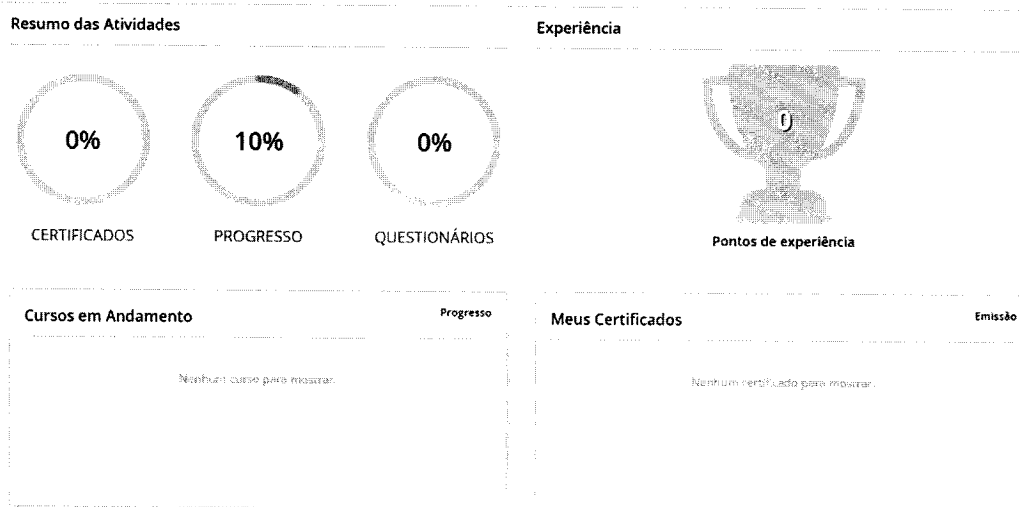 Resumo das Atividades
0%
10%
0%
CERTIFICADOS
PROGRESSO
QUESTIONÁRIOS
Experiência
0
Pontos de experiência
Cursos em Andamento
Progresso
Nenhum curso para mostrar.
Meus Certificados
Emissão
Nenhum certificado para mostrar.